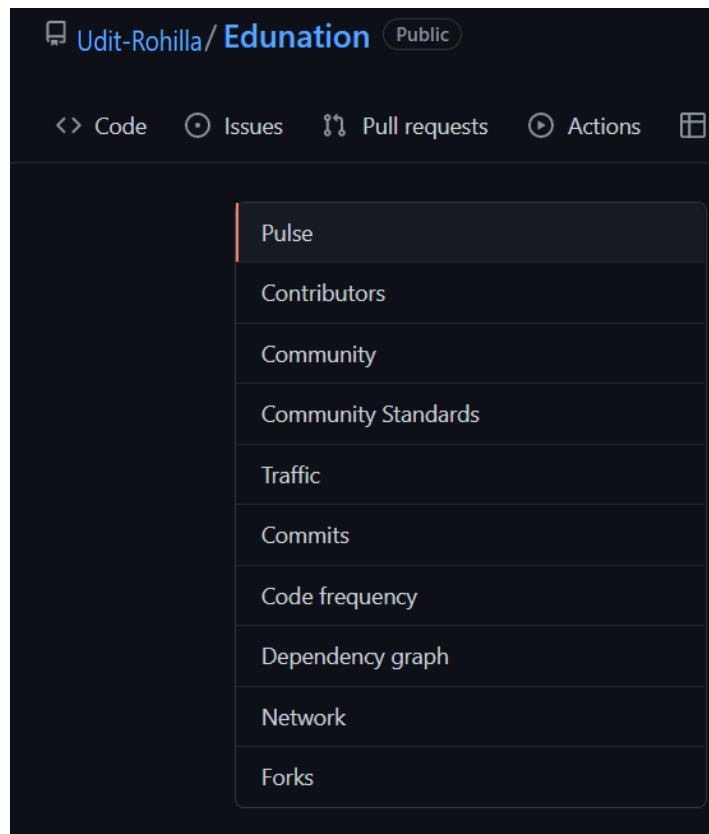 Udit-Rohilla/ Edunation Public
<> Code Issues Pull requests Actions
Pulse
Contributors
Community
Community Standards
Traffic
Commits
Code frequency
Dependency graph
Network
Forks